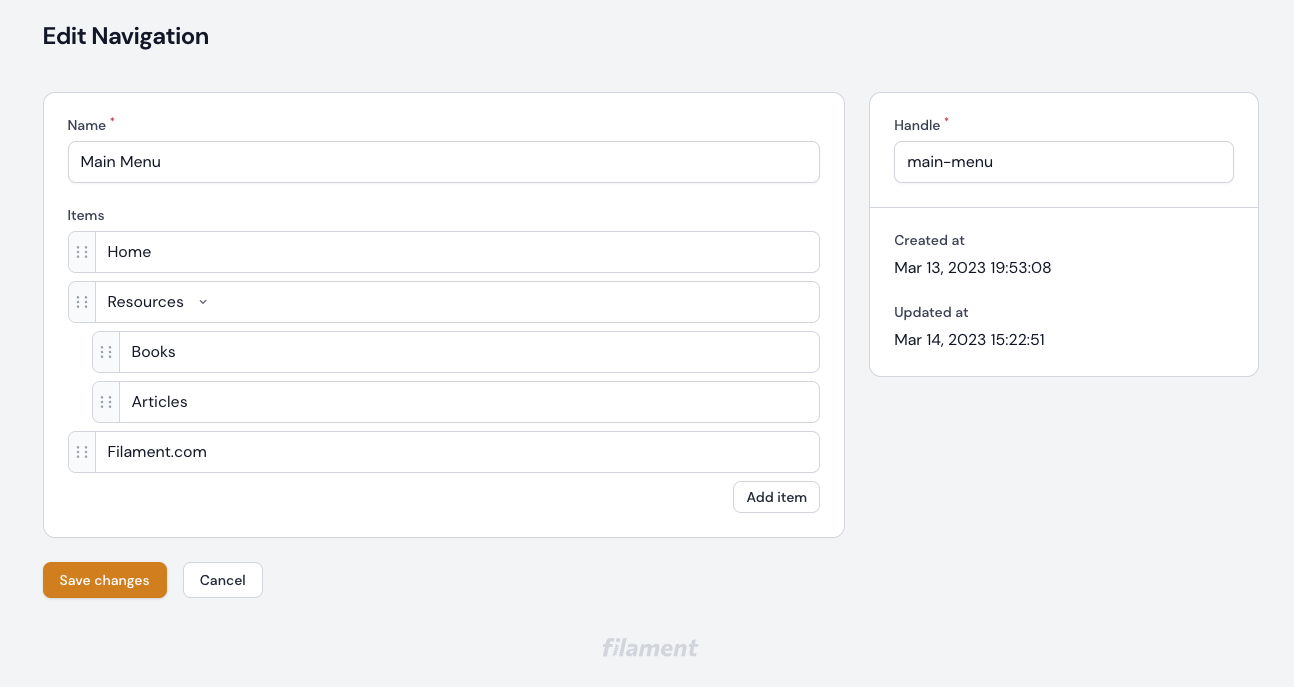 Edit Navigation
Name *
Main Menu
Items
Home
Resources
Books
Articles
Filament.com
Add item
Handle *
main-menu
Created at
Mar 13, 2023 19:53:08
Updated at
Mar 14, 2023 15:22:51
Save changes
Cancel
filament